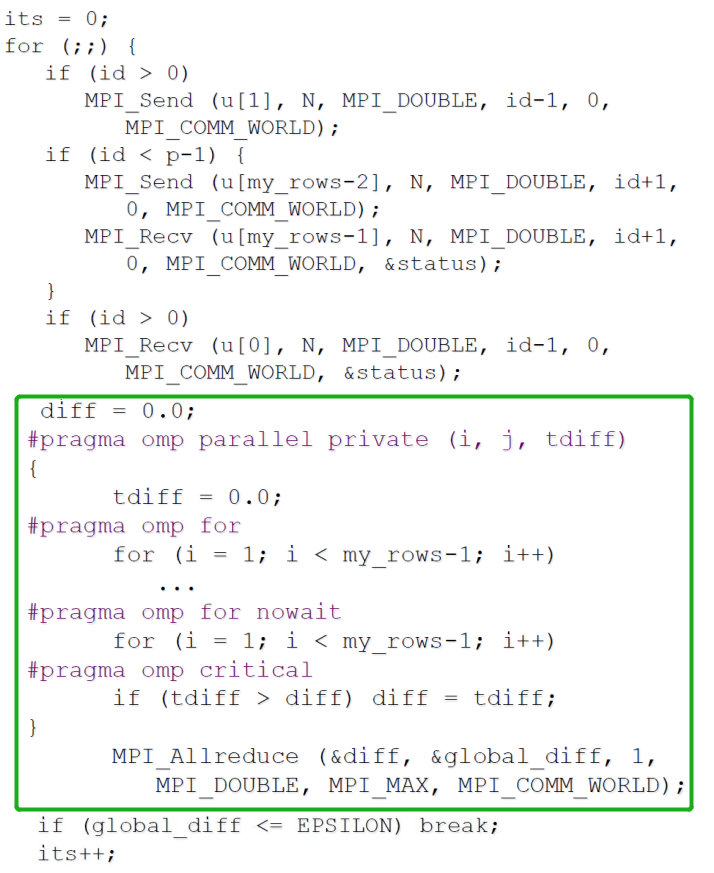 its = 0;
for (;;) {
if (id > 0)
MPI_Send (u[1], N, MPI_DOUBLE, id-1, 0,
MPI_COMM_WORLD);
if (id < p-1) {
MPI_Send (u[my_rows-2], N, MPI_DOUBLE, id+1,
0, MPI_COMM_WORLD);
MPI_Recv (u[my_rows-1], N, MPI_DOUBLE, id+1,
0, MPI_COMM_WORLD, &status);
}
if (id > 0)
MPI_Recv (u[0], N, MPI_DOUBLE, id-1, 0,
MPI_COMM_WORLD, &status);
diff = 0.0;
#pragma omp parallel private (i, j, tdiff)
{
tdiff = 0.0;
#pragma omp for
for (i = 1; i < my_rows-1; i++)
...
#pragma omp for nowait
for (i = 1; i < my_rows-1; i++)
#pragma omp critical
if (tdiff > diff) diff = tdiff;
}
MPI_Allreduce (&diff, &global_diff, 1,
MPI_DOUBLE, MPI_MAX, MPI_COMM_WORLD);
if (global_diff <= EPSILON) break;
its++;